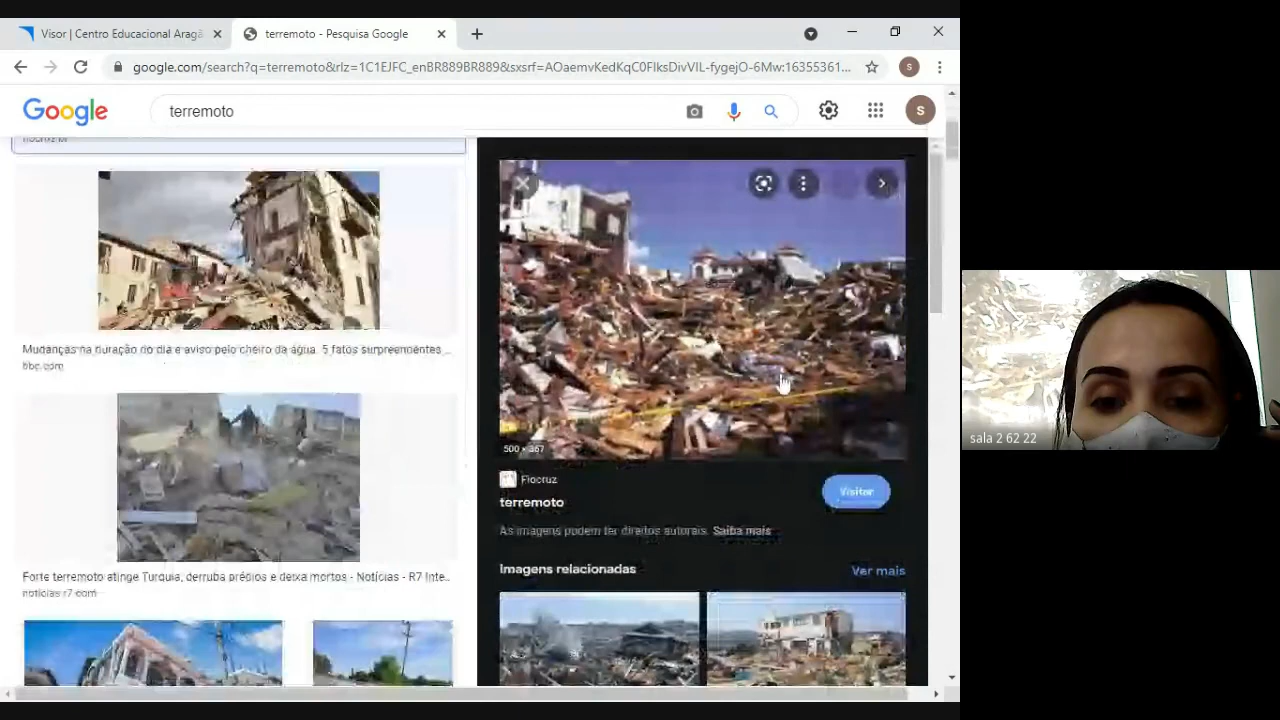 Visor | Centro Educacional Aragã
terremoto - Pesquisa Google
google.com/search?q=terremoto&rlz=1C1EJFC_enBR889BR889&sxsrf=AOaemvKedKqC0FIksDivVIL-fygejO-6Mw:16355361...
S
Google
terremoto
S
Mudanças na duração do dia e aviso pelo cheiro da água. 5 fatos surpreendentes ...
bbc.com
500 × 367
Fiocruz
terremoto
Visitar
As imagens podem ter direitos autorais. Saiba mais
Imagens relacionadas
Ver mais
Forte terremoto atinge Turquia, derruba prédios e deixa mortos - Notícias - R7 Inte...
noticias.r7.com
sala 2 62 22